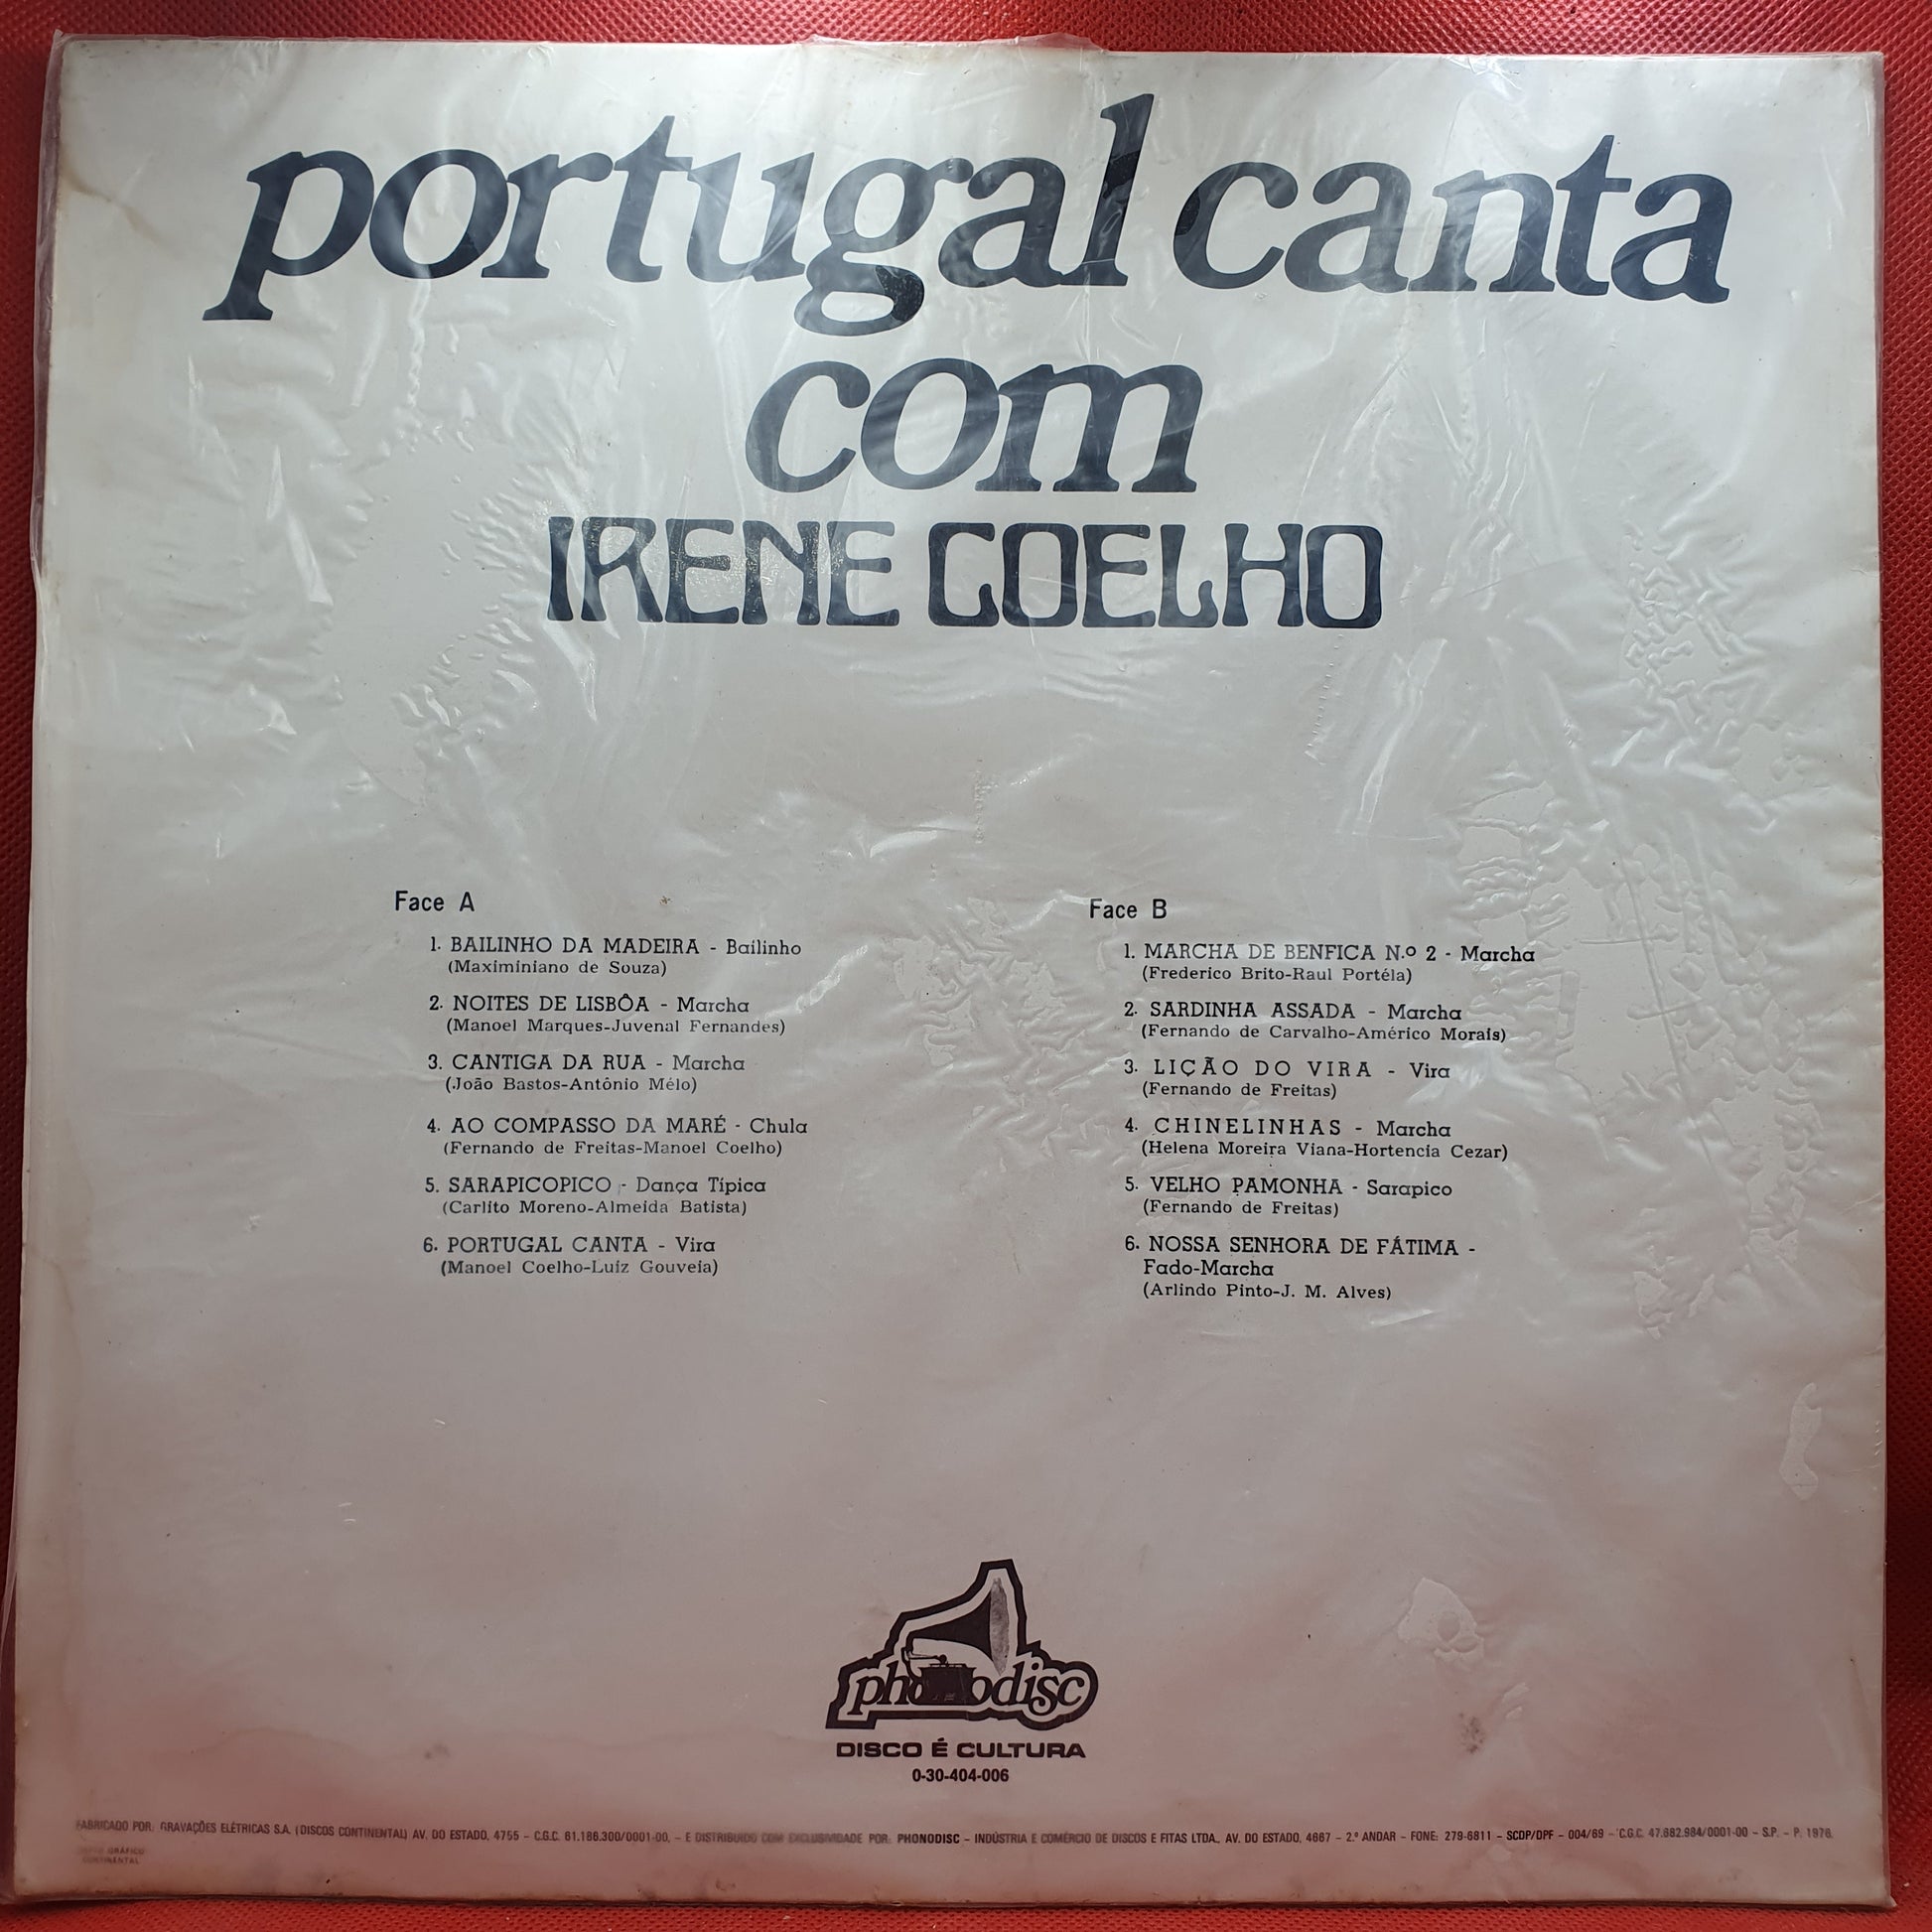 portugal canta
com
IRENE COELHO
Face A
1. BAILINHO DA MADEIRA - Bailinho
(Maximiniano de Souza)
2. NOITES DE LISBÔA - Marcha
(Manoel Marques-Juvenal Fernandes)
3. CANTIGA DA RUA - Marcha
(João Bastos-Antônio Mélo)
4. AO COMPASSO DA MARÉ - Chula
(Fernando de Freitas-Manoel Coelho)
5. SARAPICOPICO - Dança Típica
(Carlito Moreno-Almeida Batista)
6. PORTUGAL CANTA - Vira
(Manoel Coelho-Luiz Gouveia)
Face B
1. MARCHA DE BENFICA N.º 2 - Marcha
(Frederico Brito-Raul Portéla)
2. SARDINHA ASSADA - Marcha
(Fernando de Carvalho-Américo Morais)
3. LIÇÃO DO VIRA - Vira
(Fernando de Freitas)
4. CHINELINHAS - Marcha
(Helena Moreira Viana-Hortencia Cezar)
5. VELHO PAMONHA - Sarapico
(Fernando de Freitas)
6. NOSSA SENHORA DE FÁTIMA -
Fado-Marcha
(Arlindo Pinto-J. M. Alves)
phonodisc
DISCO É CULTURA
0-30-404-006
FABRICADO POR: GRAVAÇÕES ELÉTRICAS S.A. (DISCOS CONTINENTAL) AV. DO ESTADO, 4755 - C.G.C. 61.186.300/0001-00, - E DISTRIBUIDO COM EXCLUSIVIDADE POR: PHONODISC - INDÚSTRIA E COMÉRCIO DE DISCOS E FITAS LTDA., AV. DO ESTADO, 4667 - 2.º ANDAR - FONE: 279-6811 - SCDP/DPF - 004/69 - C.G.C. 47.682.984/0001-00 - S.P. - P. 1976.
GRÁFICO
CONTINENTAL